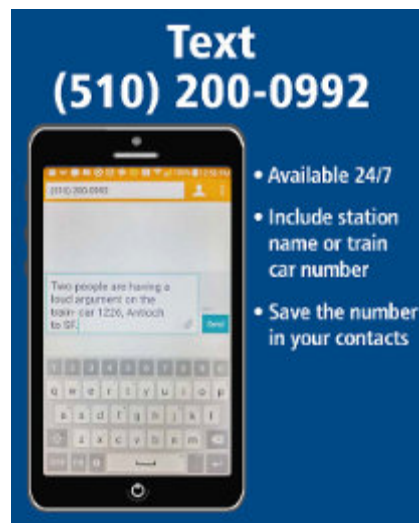 Text
(510) 200-0992
(510) 200-0992
• Available 24/7
• Include station
name or train
car number
• Save the number
in your contacts
Two people are having a
loud argument on the
train- car 1226, Antioch
to SF.
Send
q w e r t y u i o p
a s d f g h j k l
z x c v b n m